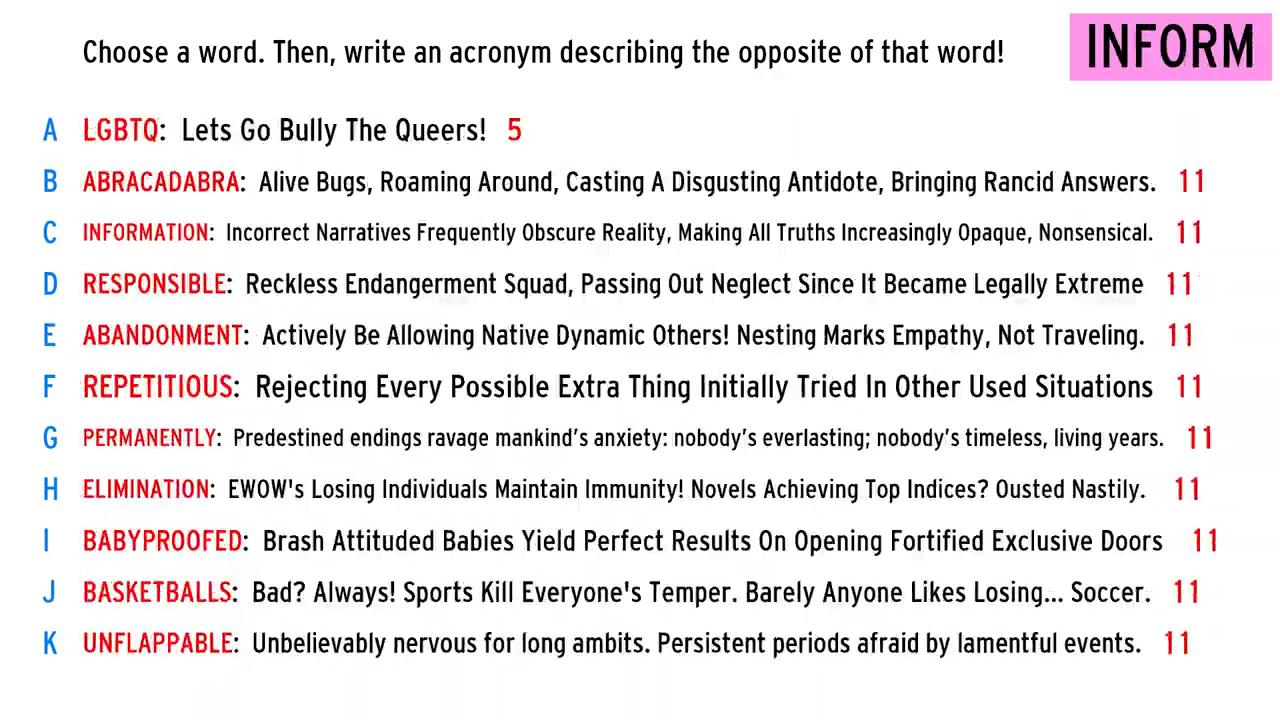 Choose a word. Then, write an acronym describing the opposite of that word!
INFORM
A LGBTQ: Lets Go Bully The Queers! 5
B ABRACADABRA: Alive Bugs, Roaming Around, Casting A Disgusting Antidote, Bringing Rancid Answers. 11
C INFORMATION: Incorrect Narratives Frequently Obscure Reality, Making All Truths Increasingly Opaque, Nonsensical. 11
D RESPONSIBLE: Reckless Endangerment Squad, Passing Out Neglect Since It Became Legally Extreme 11
E ABANDONMENT: Actively Be Allowing Native Dynamic Others! Nesting Marks Empathy, Not Traveling. 11
F REPETITIOUS: Rejecting Every Possible Extra Thing Initially Tried In Other Used Situations 11
G PERMANENTLY: Predestined endings ravage mankind's anxiety: nobody's everlasting; nobody's timeless, living years. 11
H ELIMINATION: EWOW's Losing Individuals Maintain Immunity! Novels Achieving Top Indices? Ousted Nastily. 11
I BABYPROOFED: Brash Attituded Babies Yield Perfect Results On Opening Fortified Exclusive Doors 11
J BASKETBALLS: Bad? Always! Sports Kill Everyone's Temper. Barely Anyone Likes Losing... Soccer. 11
K UNFLAPPABLE: Unbelievably nervous for long ambits. Persistent periods afraid by lamentful events. 11